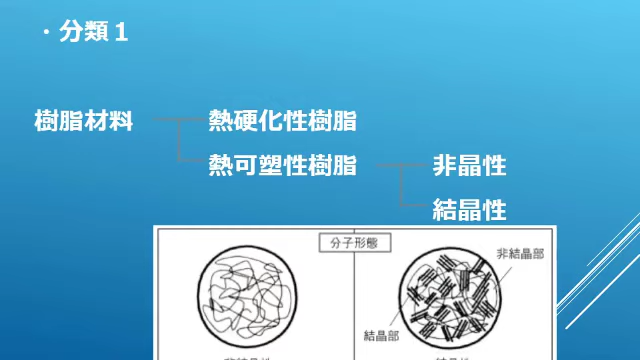 ・分類１
樹脂材料 熱硬化性樹脂
熱可塑性樹脂 非晶性
結晶性
分子形態
非結晶部
結晶部